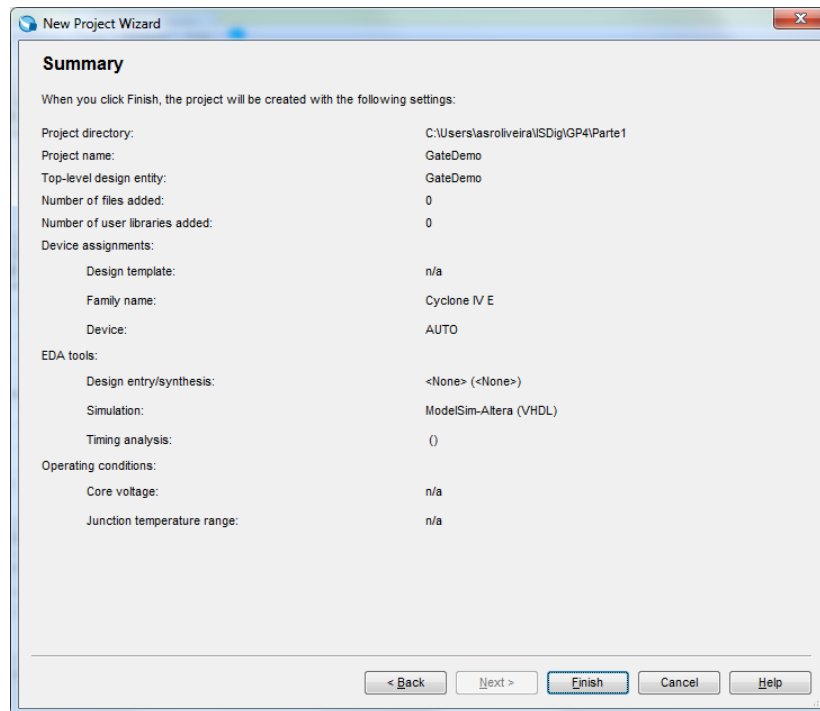 New Project Wizard
Summary
When you click Finish, the project will be created with the following settings:
Project directory: C:\Users\asroliveira\ISDig\GP4\Parte1
Project name: GateDemo
Top-level design entity: GateDemo
Number of files added: 0
Number of user libraries added: 0
Device assignments:
Design template: n/a
Family name: Cyclone IV E
Device: AUTO
EDA tools:
Design entry/synthesis: <None> (<None>)
Simulation: ModelSim-Altera (VHDL)
Timing analysis: ()
Operating conditions:
Core voltage: n/a
Junction temperature range: n/a
< Back Next > Finish Cancel Help